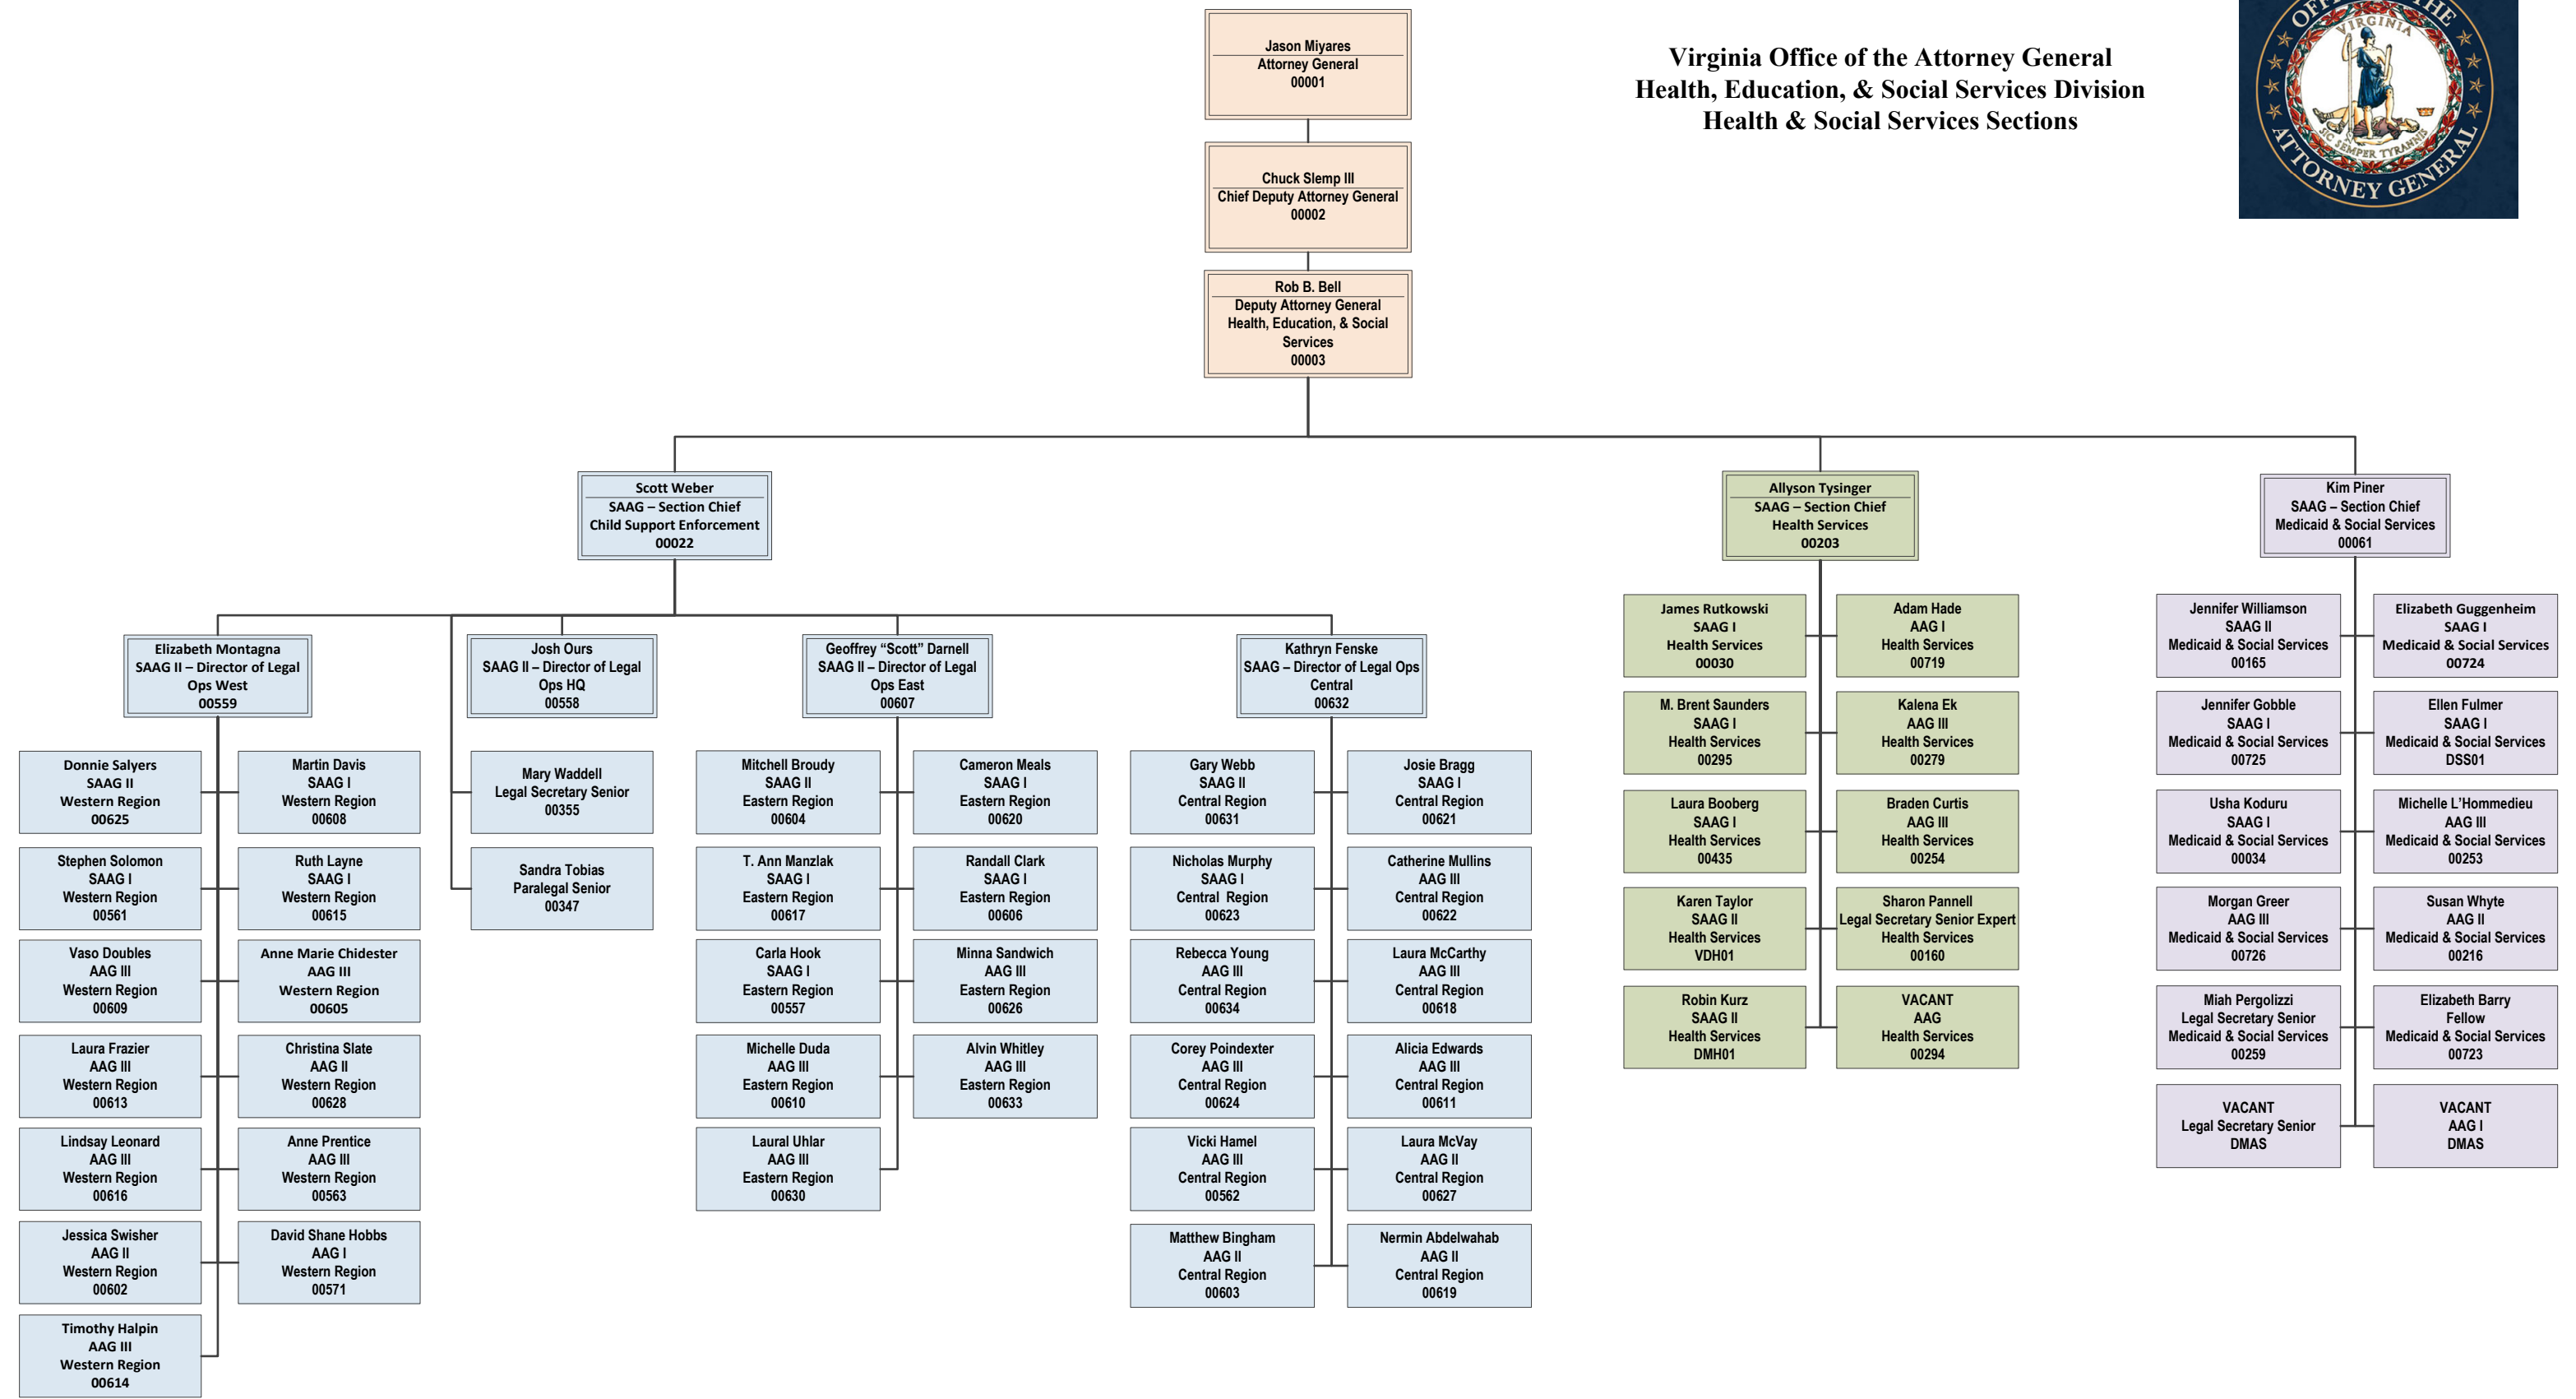 Jason Miyares
Attorney General
00001
Virginia Office of the Attorney General
Health, Education, & Social Services Division
Health & Social Services Sections
THE
VIRGINIA
SIC SEMPER TYRANNIS
ATTORNEY GENERAL
Chuck Slemp III
Chief Deputy Attorney General
00002
Rob B. Bell
Deputy Attorney General
Health, Education, & Social
Services
00003
Scott Weber
SAAG – Section Chief
Child Support Enforcement
00022
Allyson Tysinger
SAAG – Section Chief
Health Services
00203
Kim Piner
SAAG – Section Chief
Medicaid & Social Services
00061
Elizabeth Montagna
SAAG II – Director of Legal
Ops West
00559
Josh Ours
SAAG II – Director of Legal
Ops HQ
00558
Geoffrey “Scott” Darnell
SAAG II – Director of Legal
Ops East
00607
Kathryn Fenske
SAAG – Director of Legal Ops
Central
00632
Donnie Salyers
SAAG II
Western Region
00625
Martin Davis
SAAG I
Western Region
00608
Stephen Solomon
SAAG I
Western Region
00561
Ruth Layne
SAAG I
Western Region
00615
Vaso Doubles
AAG III
Western Region
00609
Anne Marie Chidester
AAG III
Western Region
00605
Laura Frazier
AAG III
Western Region
00613
Christina Slate
AAG II
Western Region
00628
Lindsay Leonard
AAG III
Western Region
00616
Anne Prentice
AAG III
Western Region
00563
Jessica Swisher
AAG II
Western Region
00602
David Shane Hobbs
AAG I
Western Region
00571
Timothy Halpin
AAG III
Western Region
00614
Mary Waddell
Legal Secretary Senior
00355
Sandra Tobias
Paralegal Senior
00347
Mitchell Broudy
SAAG II
Eastern Region
00604
Cameron Meals
SAAG I
Eastern Region
00620
T. Ann Manzlak
SAAG I
Eastern Region
00617
Randall Clark
SAAG I
Eastern Region
00606
Carla Hook
SAAG I
Eastern Region
00557
Minna Sandwich
AAG III
Eastern Region
00626
Michelle Duda
AAG III
Eastern Region
00610
Alvin Whitley
AAG III
Eastern Region
00633
Laural Uhlar
AAG III
Eastern Region
00630
Gary Webb
SAAG II
Central Region
00631
Josie Bragg
SAAG I
Central Region
00621
Nicholas Murphy
SAAG I
Central Region
00623
Catherine Mullins
AAG III
Central Region
00622
Rebecca Young
AAG III
Central Region
00634
Laura McCarthy
AAG III
Central Region
00618
Corey Poindexter
AAG III
Central Region
00624
Alicia Edwards
AAG III
Central Region
00611
Vicki Hamel
AAG III
Central Region
00562
Laura McVay
AAG II
Central Region
00627
Matthew Bingham
AAG II
Central Region
00603
Nermin Abdelwahab
AAG II
Central Region
00619
James Rutkowski
SAAG I
Health Services
00030
Adam Hade
AAG I
Health Services
00719
M. Brent Saunders
SAAG I
Health Services
00295
Kalena Ek
AAG III
Health Services
00279
Laura Booberg
SAAG I
Health Services
00435
Braden Curtis
AAG III
Health Services
00254
Karen Taylor
SAAG II
Health Services
VDH01
Sharon Pannell
Legal Secretary Senior Expert
Health Services
00160
Robin Kurz
SAAG II
Health Services
DMH01
VACANT
AAG
Health Services
00294
Jennifer Williamson
SAAG II
Medicaid & Social Services
00165
Elizabeth Guggenheim
SAAG I
Medicaid & Social Services
00724
Jennifer Gobble
SAAG I
Medicaid & Social Services
00725
Ellen Fulmer
SAAG I
Medicaid & Social Services
DSS01
Usha Koduru
SAAG I
Medicaid & Social Services
00034
Michelle L’Hommedieu
AAG III
Medicaid & Social Services
00253
Morgan Greer
AAG III
Medicaid & Social Services
00726
Susan Whyte
AAG II
Medicaid & Social Services
00216
Miah Pergolizzi
Legal Secretary Senior
Medicaid & Social Services
00259
Elizabeth Barry
Fellow
Medicaid & Social Services
00723
VACANT
Legal Secretary Senior
DMAS
VACANT
AAG I
DMAS